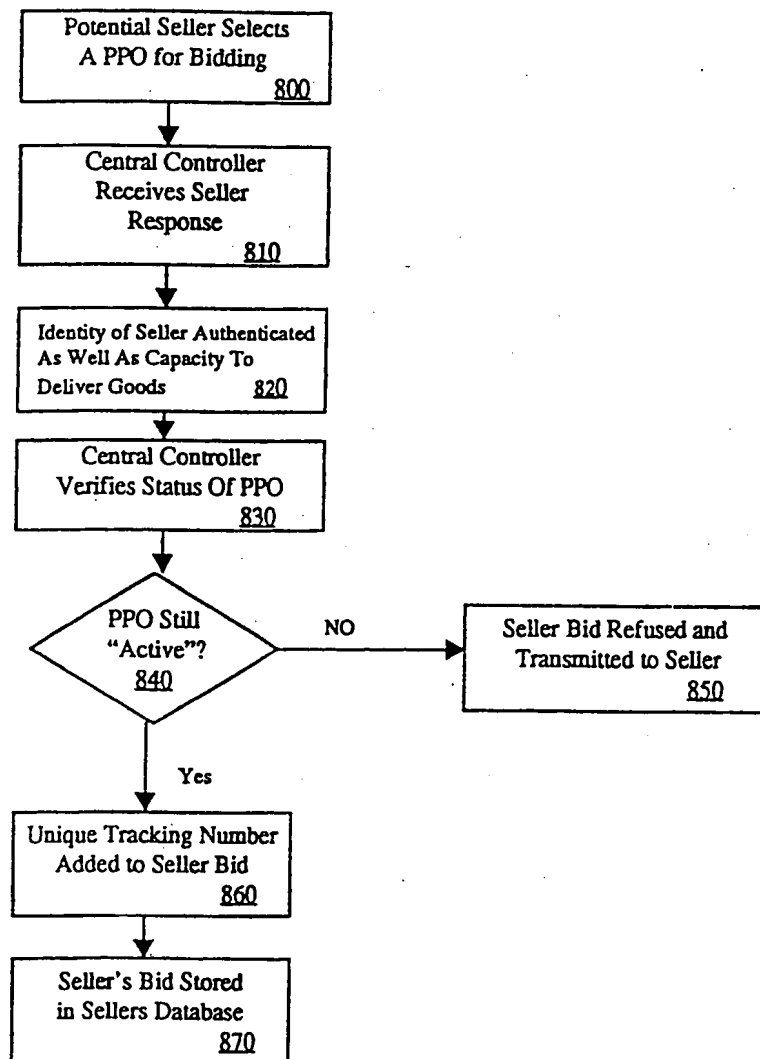 Potential Seller Selects
A PPO for Bidding
800
Central Controller
Receives Seller
Response
810
Identity of Seller Authenticated
As Well As Capacity To
Deliver Goods 820
Central Controller
Verifies Status Of PPO
830
PPO Still
"Active"?
840
NO
Seller Bid Refused and
Transmitted to Seller
850
Yes
Unique Tracking Number
Added to Seller Bid
860
Seller's Bid Stored
in Sellers Database
870